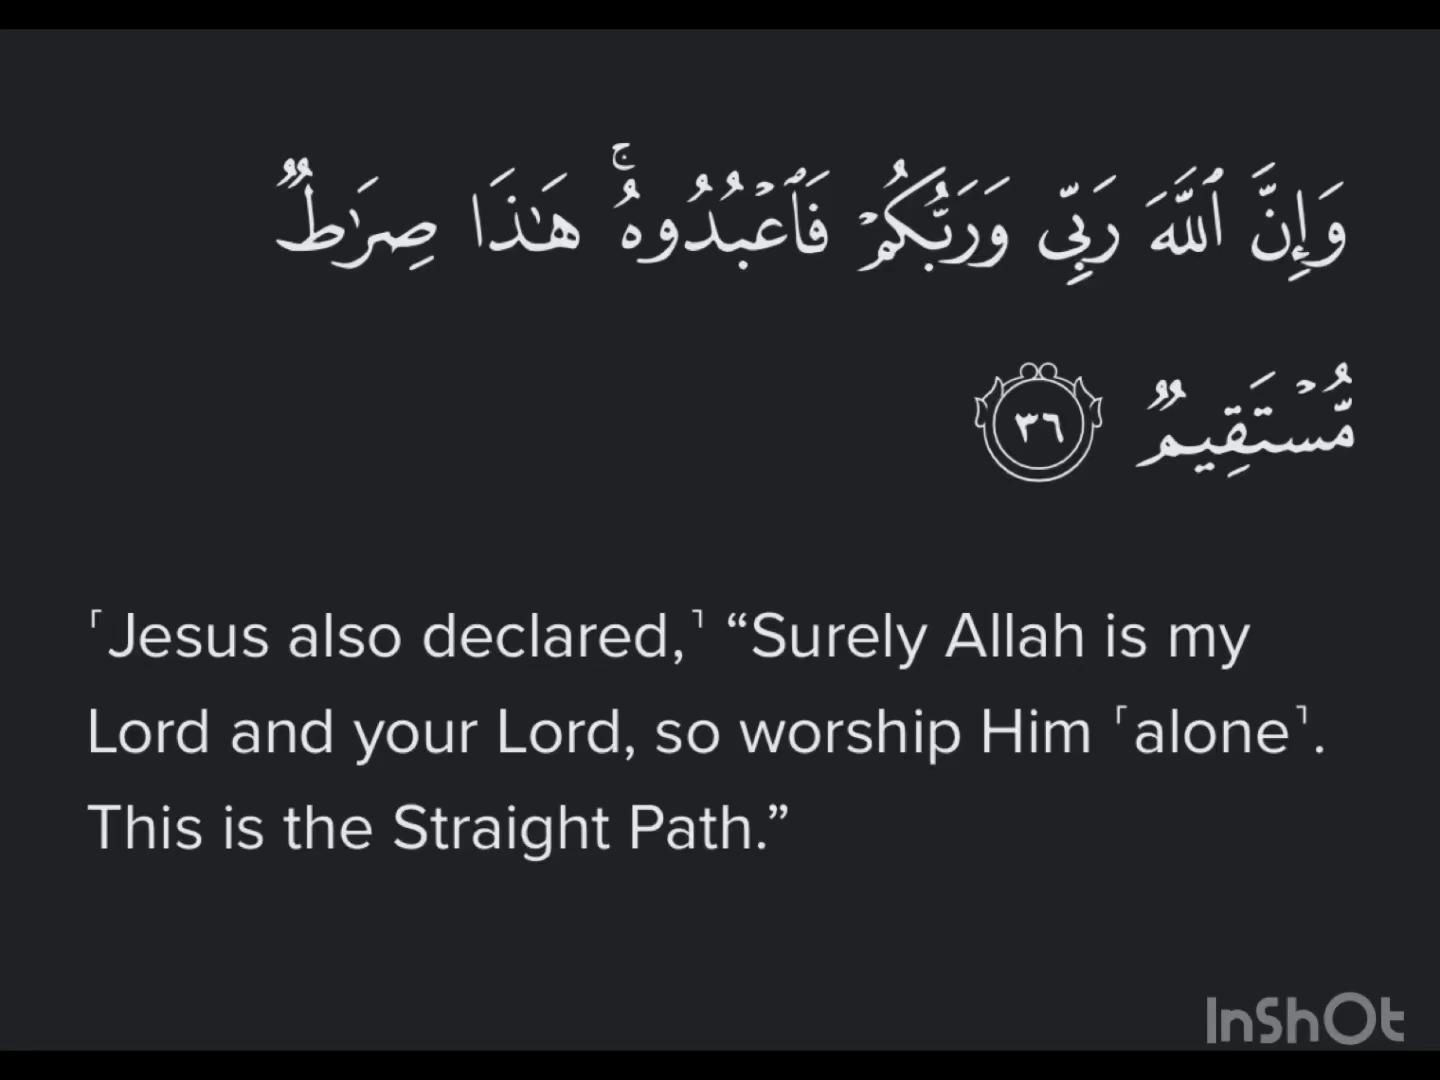 وَإِنَّ ٱللَّهَ رَبِّى وَرَبُّكُمْ فَٱعْبُدُوهُ ۚ هَـٰذَا صِرَٰطٌ
مُّسْتَقِيمٌ ٣٦
⸢Jesus also declared,⸣ “Surely Allah is my
Lord and your Lord, so worship Him ⸢alone⸣.
This is the Straight Path.”
InShOt